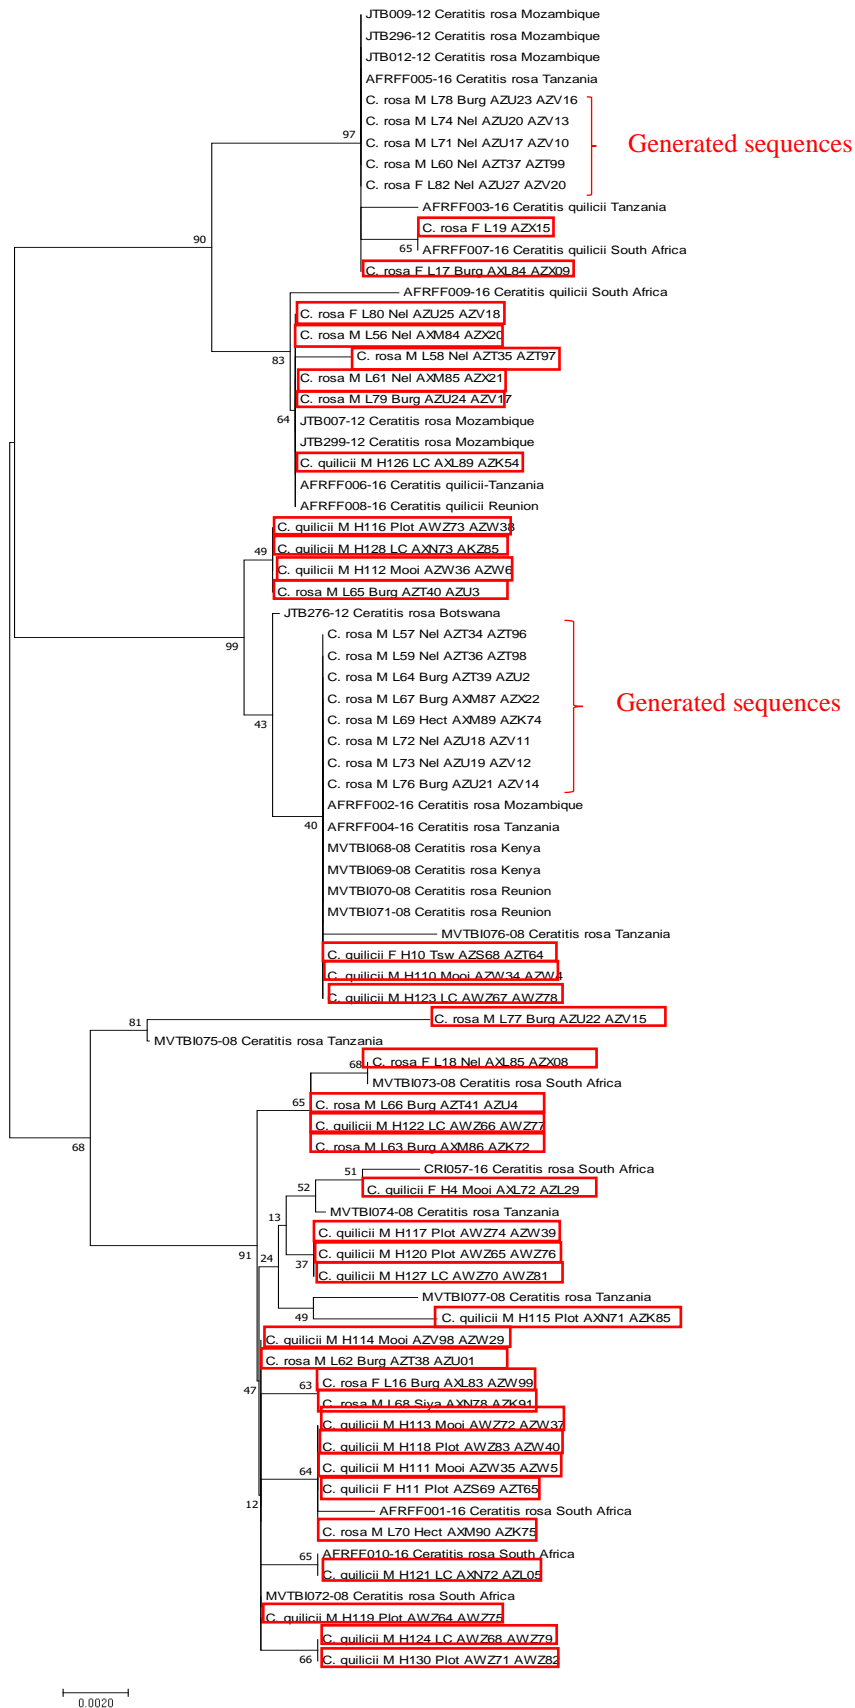 JTB009-12 Ceratitis rosa Mozambique
JTB296-12 Ceratitis rosa Mozambique
JTB012-12 Ceratitis rosa Mozambique
AFRFF005-16 Ceratitis rosa Tanzania
C. rosa M L78 Burg AZU23 AZV16
C. rosa M L74 Nel AZU20 AZV13
97
C. rosa M L71 Nel AZU17 AZV10
Generated sequences
C. rosa M L60 Nel AZT37 AZT99
C. rosa F L82 Nel AZU27 AZV20
AFRFF003-16 Ceratitis quilicii Tanzania
C. rosa F L19 AZX15
90
65
AFRFF007-16 Ceratitis quilicii South Africa
C. rosa F L17 Burg AXL84 AZX09
AFRFF009-16 Ceratitis quilicii South Africa
C. rosa F L80 Nel AZU25 AZV18
C. rosa M L56 Nel AXM84 AZX20
83
C. rosa M L58 Nel AZT35 AZT97
C. rosa M L61 Nel AXM85 AZX21
C. rosa M L79 Burg AZU24 AZV17
64
JTB007-12 Ceratitis rosa Mozambique
JTB299-12 Ceratitis rosa Mozambique
C. quilicii M H126 LC AXL89 AZK54
AFRFF006-16 Ceratitis quilicii-Tanzania
AFRFF008-16 Ceratitis quilicii Reunion
C. quilicii M H116 Plot AWZ73 AZW38
49
C. quilicii M H128 LC AXN73 AKZ85
C. quilicii M H112 Mooi AZW36 AZW6
C. rosa M L65 Burg AZT40 AZU3
JTB276-12 Ceratitis rosa Botswana
C. rosa M L57 Nel AZT34 AZT96
99
C. rosa M L59 Nel AZT36 AZT98
C. rosa M L64 Burg AZT39 AZU2
C. rosa M L67 Burg AXM87 AZX22
Generated sequences
C. rosa M L69 Hect AXM89 AZK74
43
C. rosa M L72 Nel AZU18 AZV11
C. rosa M L73 Nel AZU19 AZV12
C. rosa M L76 Burg AZU21 AZV14
AFRFF002-16 Ceratitis rosa Mozambique
40
AFRFF004-16 Ceratitis rosa Tanzania
MVTBI068-08 Ceratitis rosa Kenya
MVTBI069-08 Ceratitis rosa Kenya
MVTBI070-08 Ceratitis rosa Reunion
MVTBI071-08 Ceratitis rosa Reunion
MVTBI076-08 Ceratitis rosa Tanzania
C. quilicii F H10 Tsw AZS68 AZT64
C. quilicii M H110 Mooi AZW34 AZW4
C. quilicii M H123 LC AWZ67 AWZ78
81
C. rosa M L77 Burg AZU22 AZV15
MVTBI075-08 Ceratitis rosa Tanzania
68
C. rosa F L18 Nel AXL85 AZX08
MVTBI073-08 Ceratitis rosa South Africa
65
C. rosa M L66 Burg AZT41 AZU4
C. quilicii M H122 LC AWZ66 AWZ77
68
C. rosa M L63 Burg AXM86 AZK72
51
CRI057-16 Ceratitis rosa South Africa
52
C. quilicii F H4 Mooi AXL72 AZL29
13
MVTBI074-08 Ceratitis rosa Tanzania
C. quilicii M H117 Plot AWZ74 AZW39
91
24
C. quilicii M H120 Plot AWZ65 AWZ76
37
C. quilicii M H127 LC AWZ70 AWZ81
MVTBI077-08 Ceratitis rosa Tanzania
49
C. quilicii M H115 Plot AXN71 AZK85
C. quilicii M H114 Mooi AZV98 AZW29
C. rosa M L62 Burg AZT38 AZU01
47
63
C. rosa F L16 Burg AXL83 AZW99
C. rosa M L68 Siya AXN78 AZK91
C. quilicii M H113 Mooi AWZ72 AZW37
C. quilicii M H118 Plot AWZ83 AZW40
64
C. quilicii M H111 Mooi AZW35 AZW5
C. quilicii F H11 Plot AZS69 AZT65
12
AFRFF001-16 Ceratitis rosa South Africa
C. rosa M L70 Hect AXM90 AZK75
65
AFRFF010-16 Ceratitis rosa South Africa
C. quilicii M H121 LC AXN72 AZL05
MVTBI072-08 Ceratitis rosa South Africa
C. quilicii M H119 Plot AWZ64 AWZ75
C. quilicii M H124 LC AWZ68 AWZ79
66
C. quilicii M H130 Plot AWZ71 AWZ82
0.0020